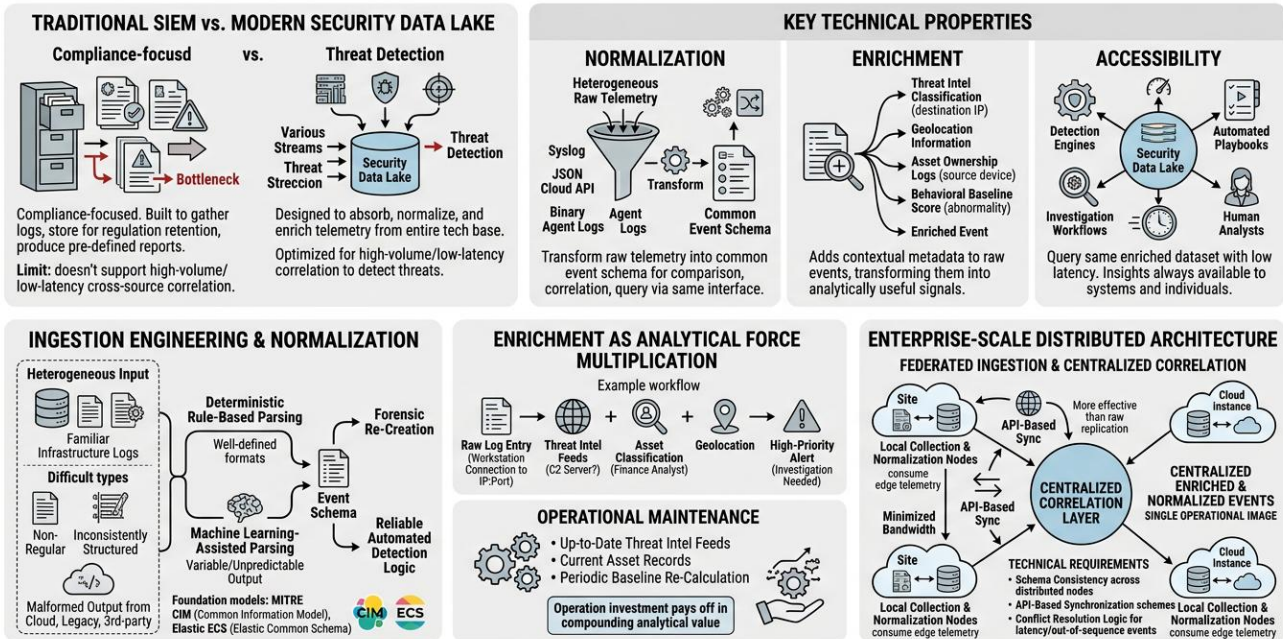 TRADITIONAL SIEM vs. MODERN SECURITY DATA LAKE
Compliance-focusd
vs.
Threat Detection
Bottleneck
Various
Streams
Threat
Streccion
Security
Data Lake
Threat
Detection
Compliance-focused. Built to gather
logs, store for regulation retention,
produce pre-defined reports.
Limit: doesn't support high-volume/
low-latency cross-source correlation.
Designed to absorb, normalize, and
enrich telemetry from entire tech base.
Optimized for high-volume/low-latency
correlation to detect threats.
KEY TECHNICAL PROPERTIES
NORMALIZATION
Heterogeneous
Raw Telemetry
Syslog
JSON
Cloud API
Binary
Agent Logs
Agent
Logs
Transform
Common
Event Schema
Transform raw telemetry into common
event schema for comparison,
correlation, query via same interface.
ENRICHMENT
Threat Intel
Classification
(destination IP)
Geolocation
Information
Asset Ownership
Logs (source device)
Behavioral Baseline
Score (abnormality)
Enriched Event
Adds contextual metadata to raw
events, transforming them into
analytically useful signals.
ACCESSIBILITY
Detection
Engines
Automated
Playbooks
Security
Data Lake
Investigation
Workflows
Human
Analysts
Query same enriched dataset with low
latency. Insights always available to
systems and individuals.
INGESTION ENGINEERING & NORMALIZATION
Heterogeneous Input
Familiar
Infrastructure Logs
Difficult types
Non-
Regular
Inconsistently
Structured
Malformed Output from
Cloud, Legacy, 3rd-party
Deterministic
Rule-Based Parsing
Well-defined
formats
Machine Learning-
Assisted Parsing
Variable/Unpredictable
Output
Event
Schema
Forensic
Re-Creation
Reliable
Automated
Detection
Logic
Foundation models: MITRE
CIM (Common Information Model),
Elastic ECS (Elastic Common Schema)
CIM
ECS
ENRICHMENT AS ANALYTICAL FORCE
MULTIPLICATION
Example workflow
Raw Log Entry
(Workstation
Connection to
IP:Port)
+
Threat Intel
Feeds
(C2 Server?)
+
Asset
Classification
(Finance Analyst)
Geolocation
High-Priority
Alert
(Investigation
Needed)
OPERATIONAL MAINTENANCE
• Up-to-Date Threat Intel Feeds
• Current Asset Records
• Periodic Baseline Re-Calculation
Operation investment pays off in
compounding analytical value
ENTERPRISE-SCALE DISTRIBUTED ARCHITECTURE
FEDERATED INGESTION & CENTRALIZED CORRELATION
Site
Local Collection &
Normalization Nodes
consume
edge telemetry
API-Based
Sync
More effective
than raw
replication
Cloud
instance
Local Collection &
Normalization Nodes
CENTRALIZED
CORRELATION
LAYER
CENTRALIZED
ENRICHED &
NORMALIZED EVENTS
SINGLE OPERATIONAL IMAGE
API-Based
Sync
Minimized
Bandwidth
Site
Local Collection &
Normalization Nodes
consume edge telemetry
TECHNICAL REQUIREMENTS
• Schema Consistency across
distributed nodes
• API-Based Synchronization schemes
• Conflict Resolution Logic for
latency/out-of-sequence events
Cloud
Instance
Local Collection &
Normalization Nodes
consume edge telemetry